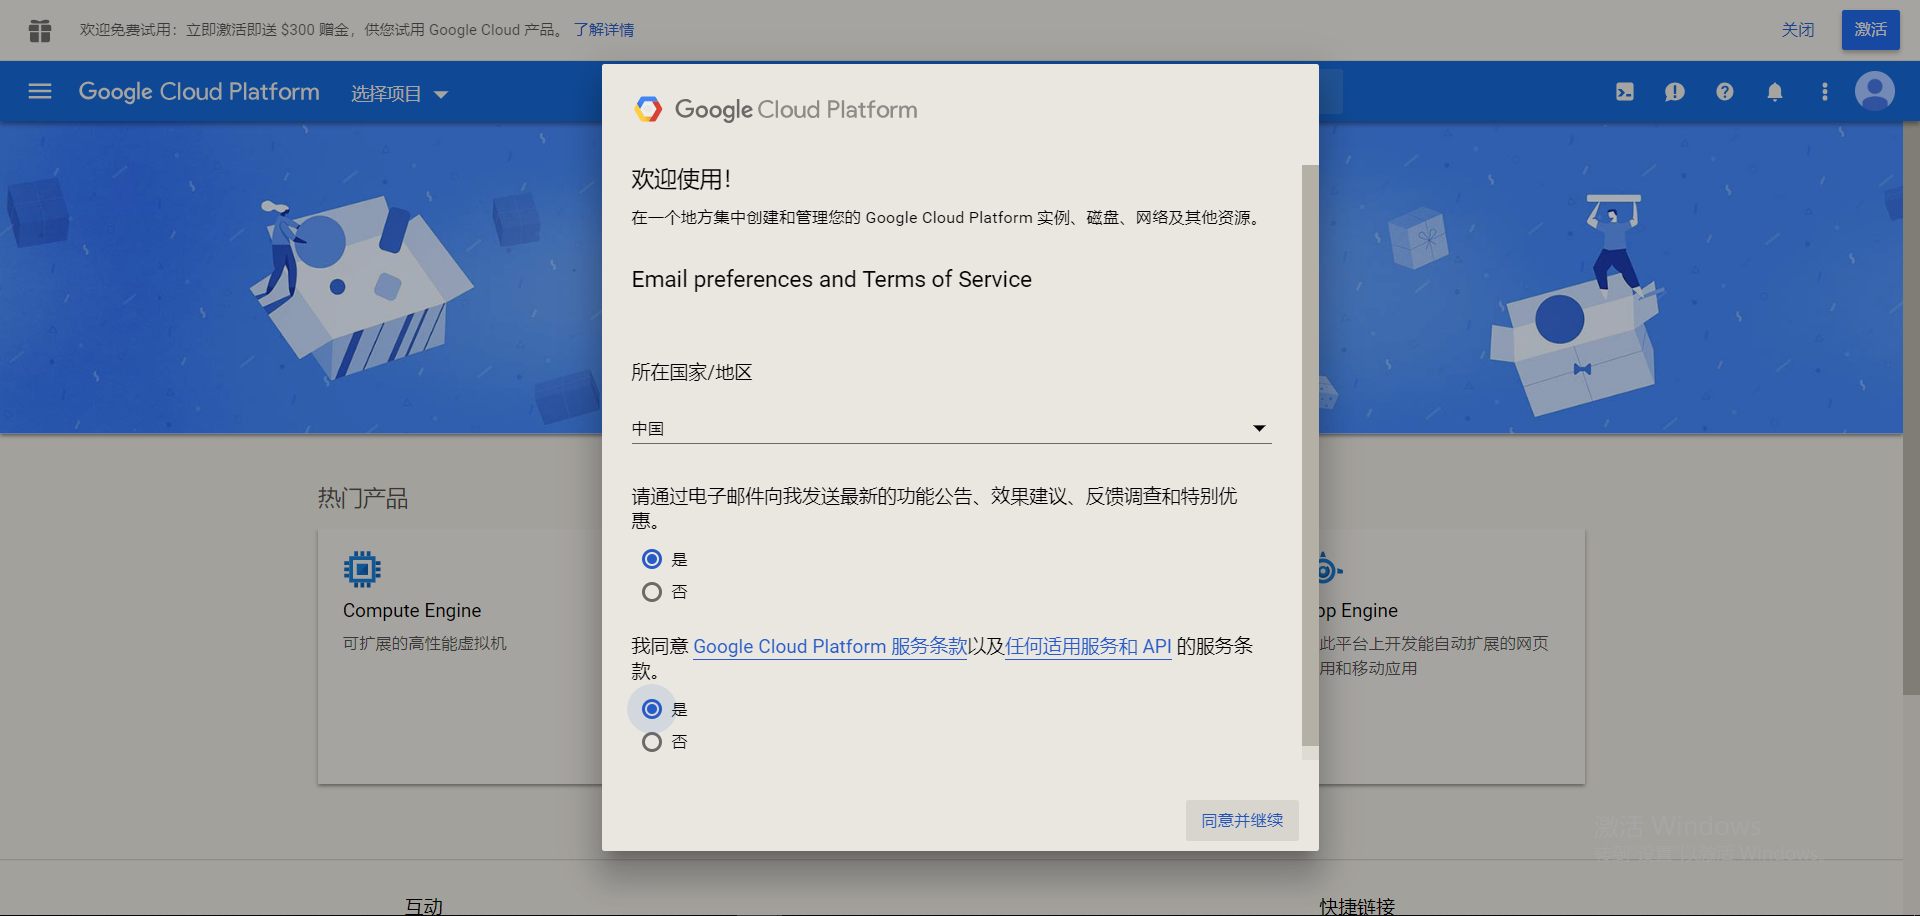 欢迎免费试用：立即激活即送 $300 赠金，供您试用 Google Cloud 产品。 了解详情
关闭
激活
Google Cloud Platform
选择项目
Google Cloud Platform
欢迎使用！
在一个地方集中创建和管理您的 Google Cloud Platform 实例、磁盘、网络及其他资源。
Email preferences and Terms of Service
所在国家/地区
中国
请通过电子邮件向我发送最新的功能公告、效果建议、反馈调查和特别优
惠。
是
否
我同意 Google Cloud Platform 服务条款以及任何适用服务和 API 的服务条
款。
是
否
同意并继续
热门产品
Compute Engine
可扩展的高性能虚拟机
pp Engine
此平台上开发能自动扩展的网页
用和移动应用
激活 Windows
转到"设置"以激活 Windows。
互动
快捷链接